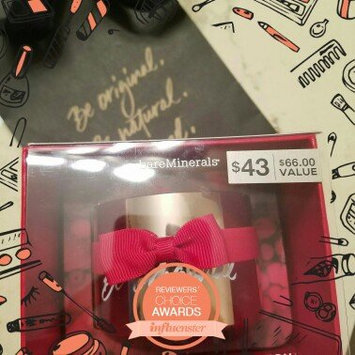 Be original.
Be natural.
bareMinerals®
$43
$66.00
VALUE
REVIEWERS'
CHOICE
AWARDS
influenster